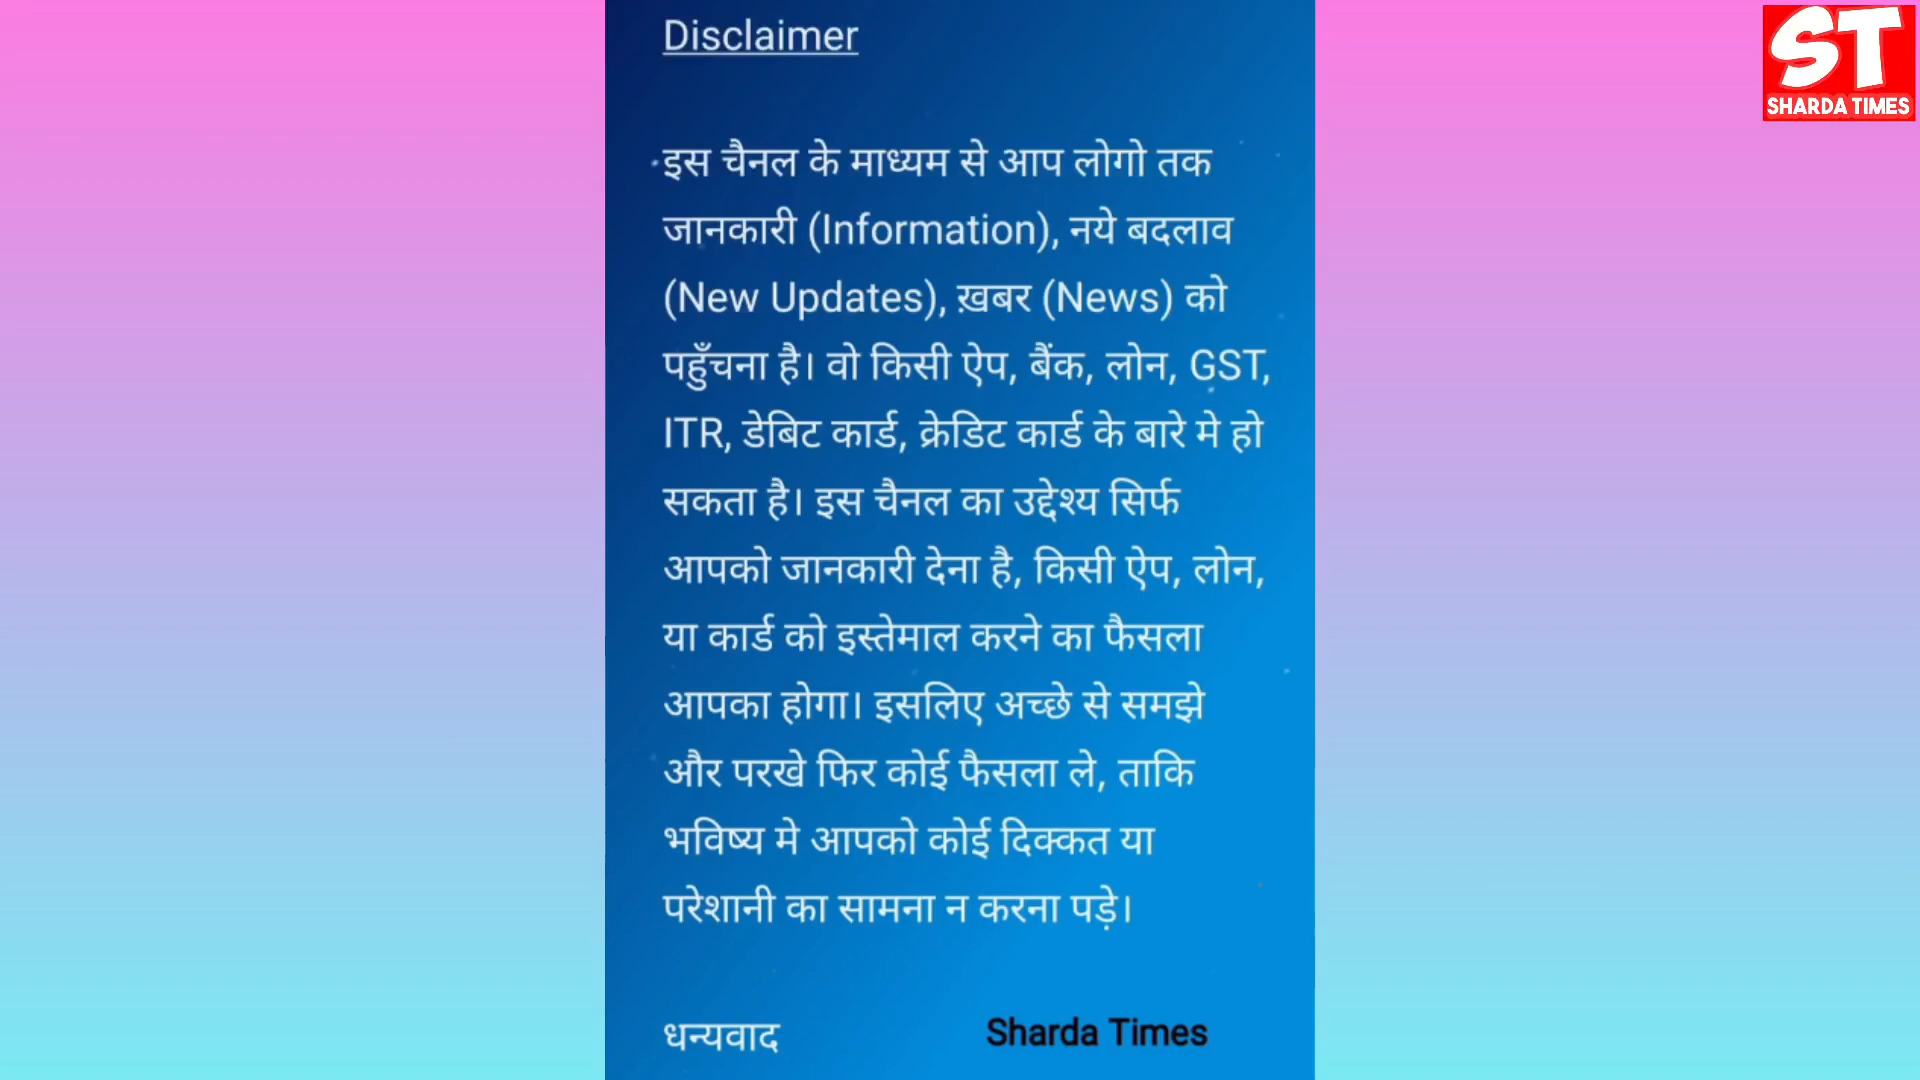 Disclaimer
ST
SHARDA TIMES
इस चैनल के माध्यम से आप लोगो तक
जानकारी (Information), नये बदलाव
(New Updates), ख़बर (News) को
पहुँचना है। वो किसी ऐप, बैंक, लोन, GST,
ITR, डेबिट कार्ड, क्रेडिट कार्ड के बारे मे हो
सकता है। इस चैनल का उद्देश्य सिर्फ
आपको जानकारी देना है, किसी ऐप, लोन,
या कार्ड को इस्तेमाल करने का फैसला
आपका होगा। इसलिए अच्छे से समझे
और परखे फिर कोई फैसला ले, ताकि
भविष्य मे आपको कोई दिक्कत या
परेशानी का सामना न करना पड़े।
धन्यवाद
Sharda Times